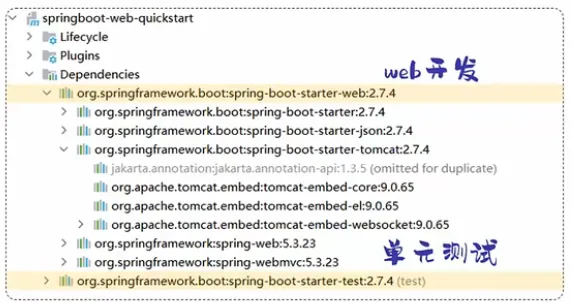 springboot-web-quickstart
Lifecycle
Plugins
Dependencies
web开发
org.springframework.boot:spring-boot-starter-web:2.7.4
org.springframework.boot:spring-boot-starter:2.7.4
org.springframework.boot:spring-boot-starter-json:2.7.4
org.springframework.boot:spring-boot-starter-tomcat:2.7.4
jakarta.annotation:jakarta.annotation-api:1.3.5 (omitted for duplicate)
org.apache.tomcat.embed:tomcat-embed-core:9.0.65
org.apache.tomcat.embed:tomcat-embed-el:9.0.65
org.apache.tomcat.embed:tomcat-embed-websocket:9.0.65
org.springframework:spring-web:5.3.23
单元测试
org.springframework:spring-webmvc:5.3.23
org.springframework.boot:spring-boot-starter-test:2.7.4 (test)